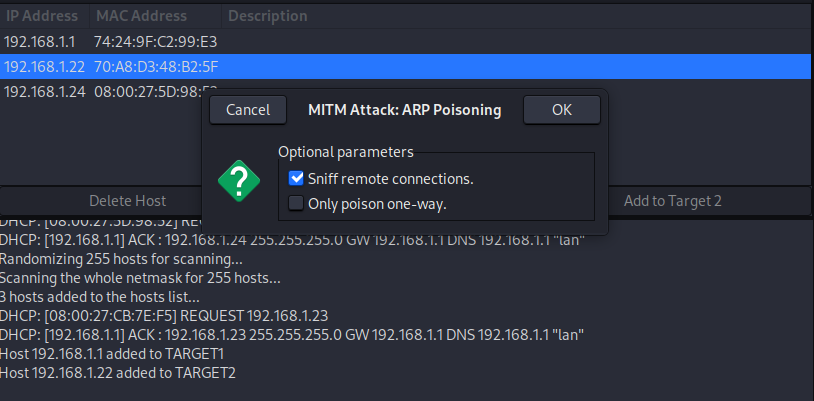 IP Address MAC Address Description
192.168.1.1 74:24:9F:C2:99:E3
192.168.1.22 70:A8:D3:48:B2:5F
192.168.1.24 08:00:27:5D:98:52
Cancel MITM Attack: ARP Poisoning OK
Optional parameters
?
Sniff remote connections.
Only poison one-way.
Delete Host Add to Target 2
DHCP: [08:00:27:5D:98:52] REQUEST
DHCP: [192.168.1.1] ACK : 192.168.1.24 255.255.255.0 GW 192.168.1.1 DNS 192.168.1.1 "lan"
Randomizing 255 hosts for scanning...
Scanning the whole netmask for 255 hosts...
3 hosts added to the hosts list...
DHCP: [08:00:27:CB:7E:F5] REQUEST 192.168.1.23
DHCP: [192.168.1.1] ACK : 192.168.1.23 255.255.255.0 GW 192.168.1.1 DNS 192.168.1.1 "lan"
Host 192.168.1.1 added to TARGET1
Host 192.168.1.22 added to TARGET2